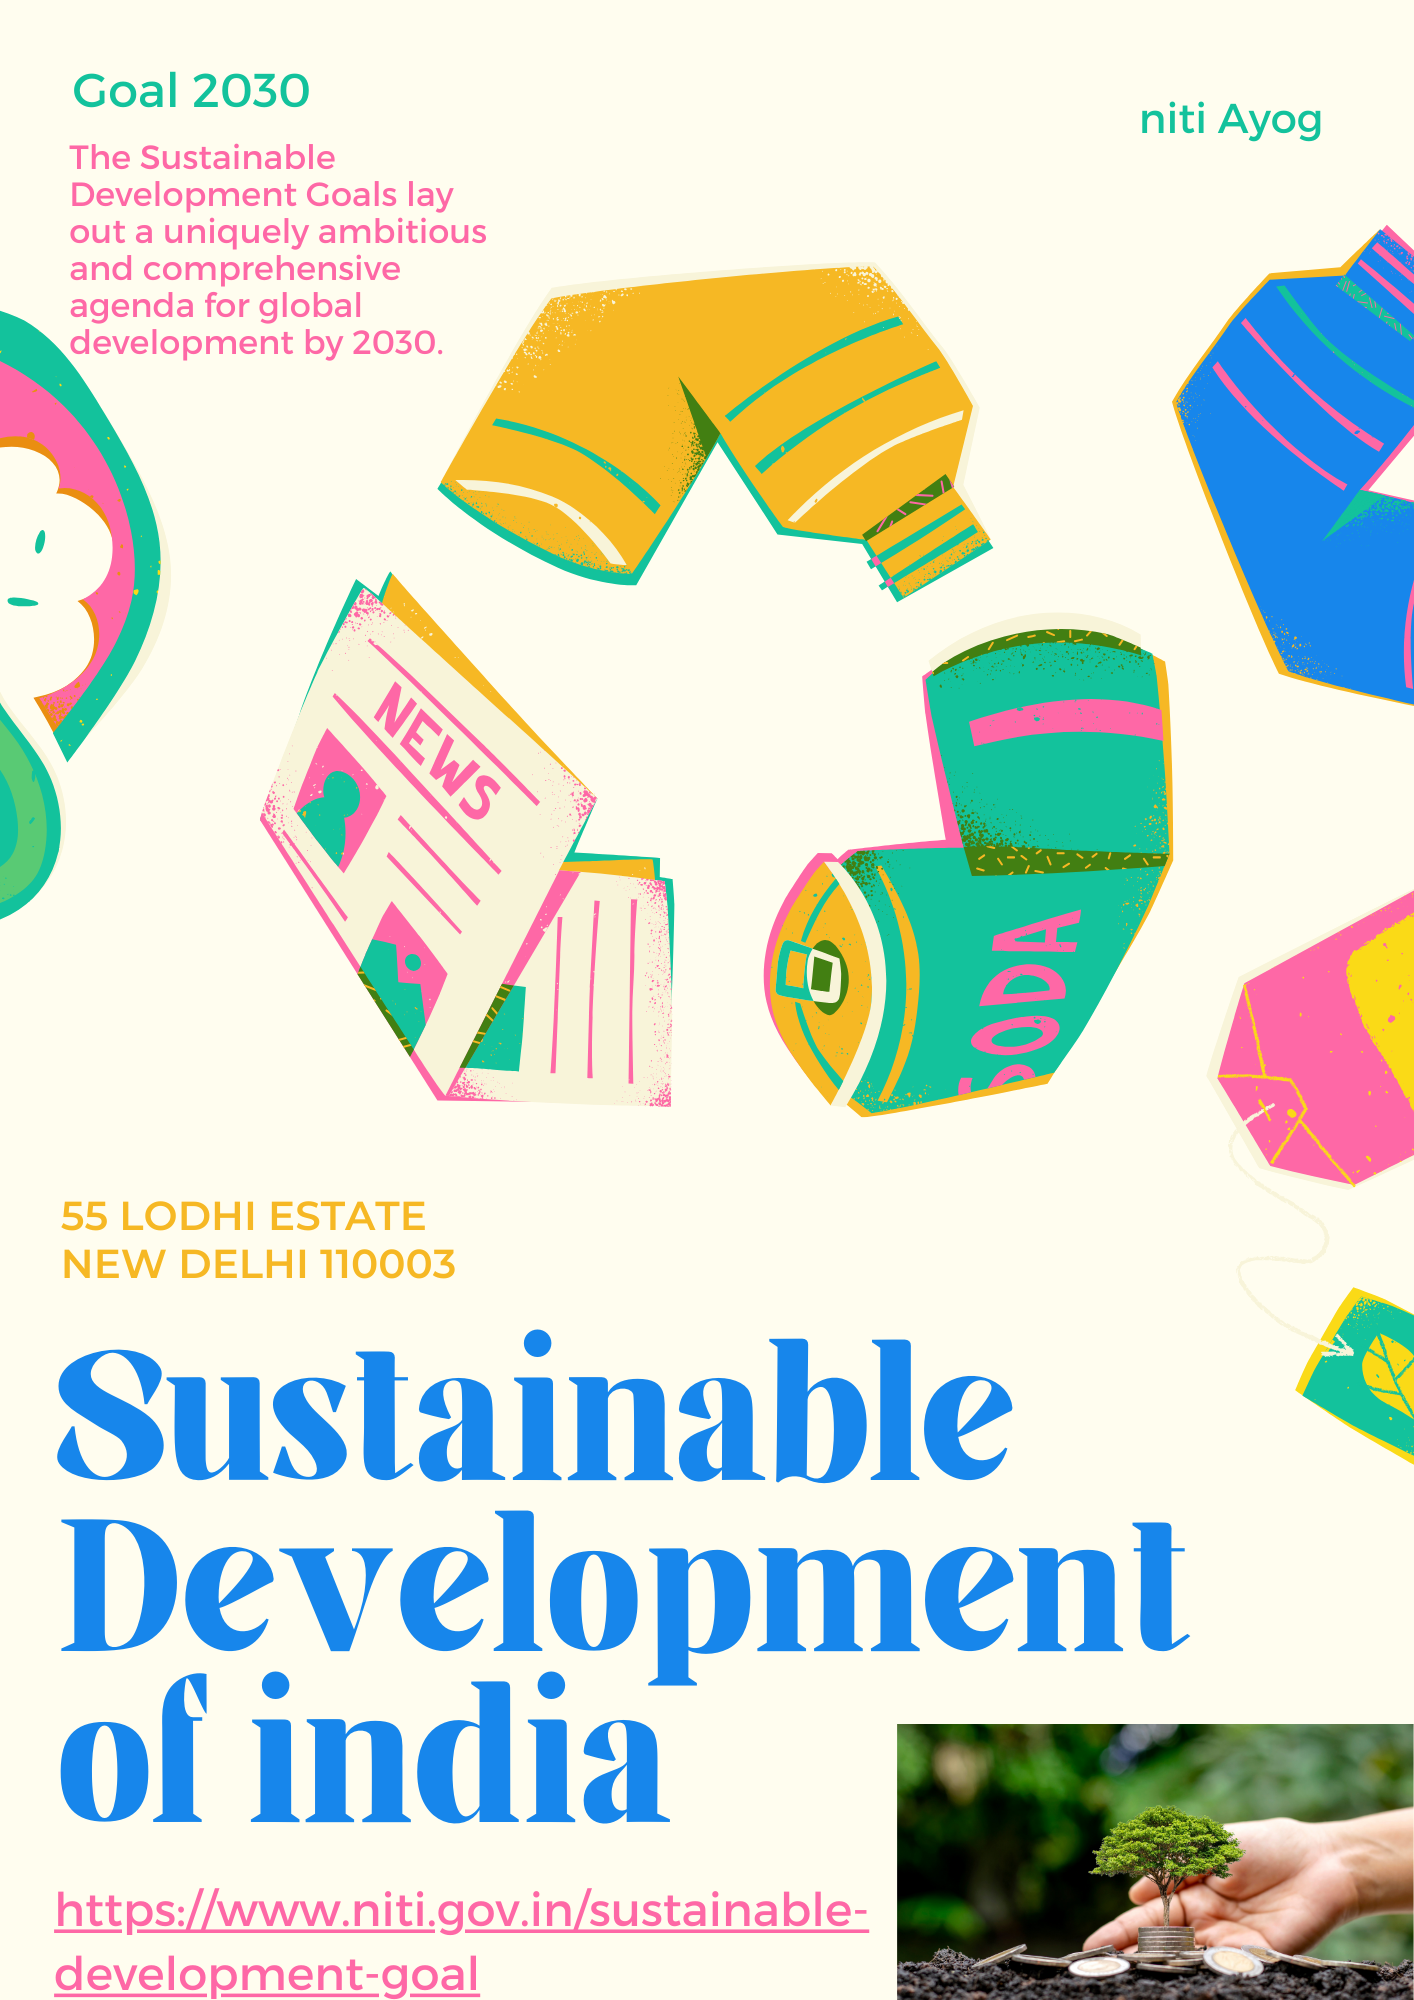 Goal 2030
niti Ayog
The Sustainable
Development Goals lay
out a uniquely ambitious
and comprehensive
agenda for global
development by 2030.
NEWS
SODA
55 LODHI ESTATE
NEW DELHI 110003
Sustainable
Development
of india
https://www.niti.gov.in/sustainable-
development-goal